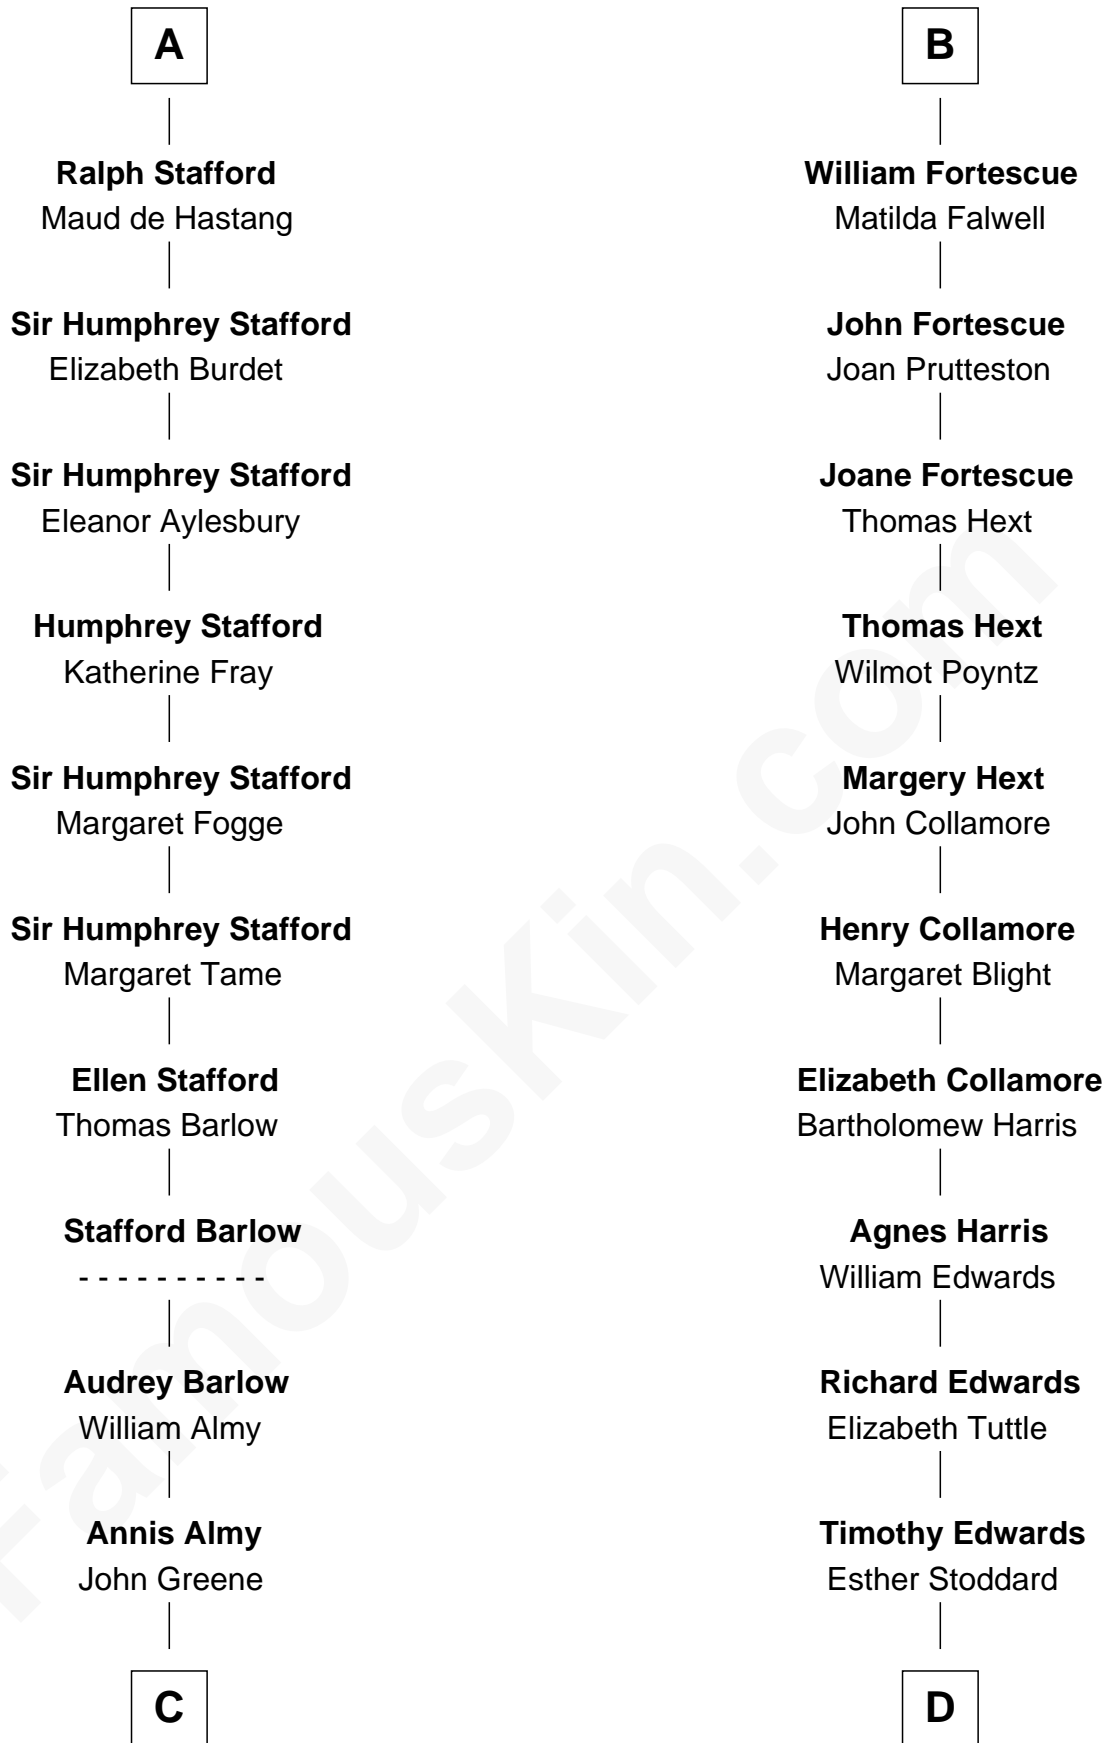 A
Ralph Stafford
Maud de Hastang
Sir Humphrey Stafford
Elizabeth Burdet
Sir Humphrey Stafford
Eleanor Aylesbury
Humphrey Stafford
Katherine Fray
Sir Humphrey Stafford
Margaret Fogge
Sir Humphrey Stafford
Margaret Tame
Ellen Stafford
Thomas Barlow
Stafford Barlow
- - - - - - - - - -
Audrey Barlow
William Almy
Annis Almy
John Greene
C
B
William Fortescue
Matilda Falwell
John Fortescue
Joan Prutteston
Joane Fortescue
Thomas Hext
Thomas Hext
Wilmot Poyntz
Margery Hext
John Collamore
Henry Collamore
Margaret Blight
Elizabeth Collamore
Bartholomew Harris
Agnes Harris
William Edwards
Richard Edwards
Elizabeth Tuttle
Timothy Edwards
Esther Stoddard
D
FamousKin.com